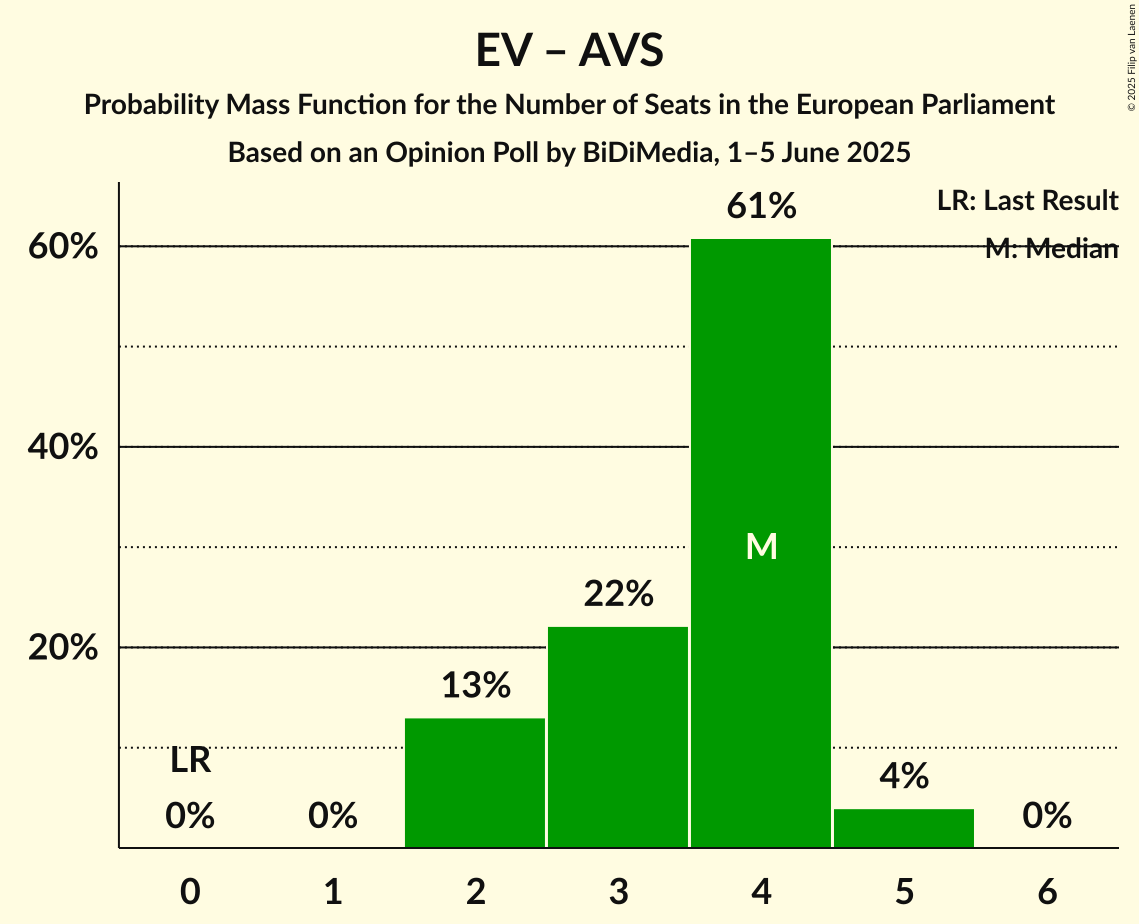 EV – AVS
Probability Mass Function for the Number of Seats in the European Parliament
Based on an Opinion Poll by BiDiMedia, 1–5 June 2025
© 2025 Filip van Laenen
LR: Last Result
M: Median
60%
40%
20%
61%
M
22%
13%
LR
0%
0%
4%
0%
0 1 2 3 4 5 6